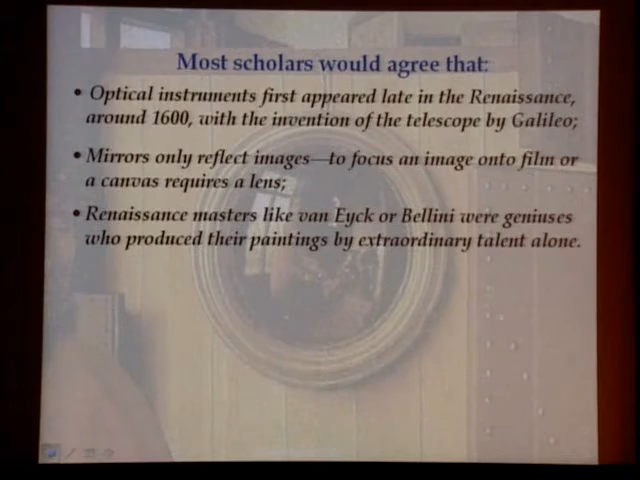 Most scholars would agree that:
• Optical instruments first appeared late in the Renaissance,
around 1600, with the invention of the telescope by Galileo;
• Mirrors only reflect images—to focus an image onto film or
a canvas requires a lens;
• Renaissance masters like van Eyck or Bellini were geniuses
who produced their paintings by extraordinary talent alone.